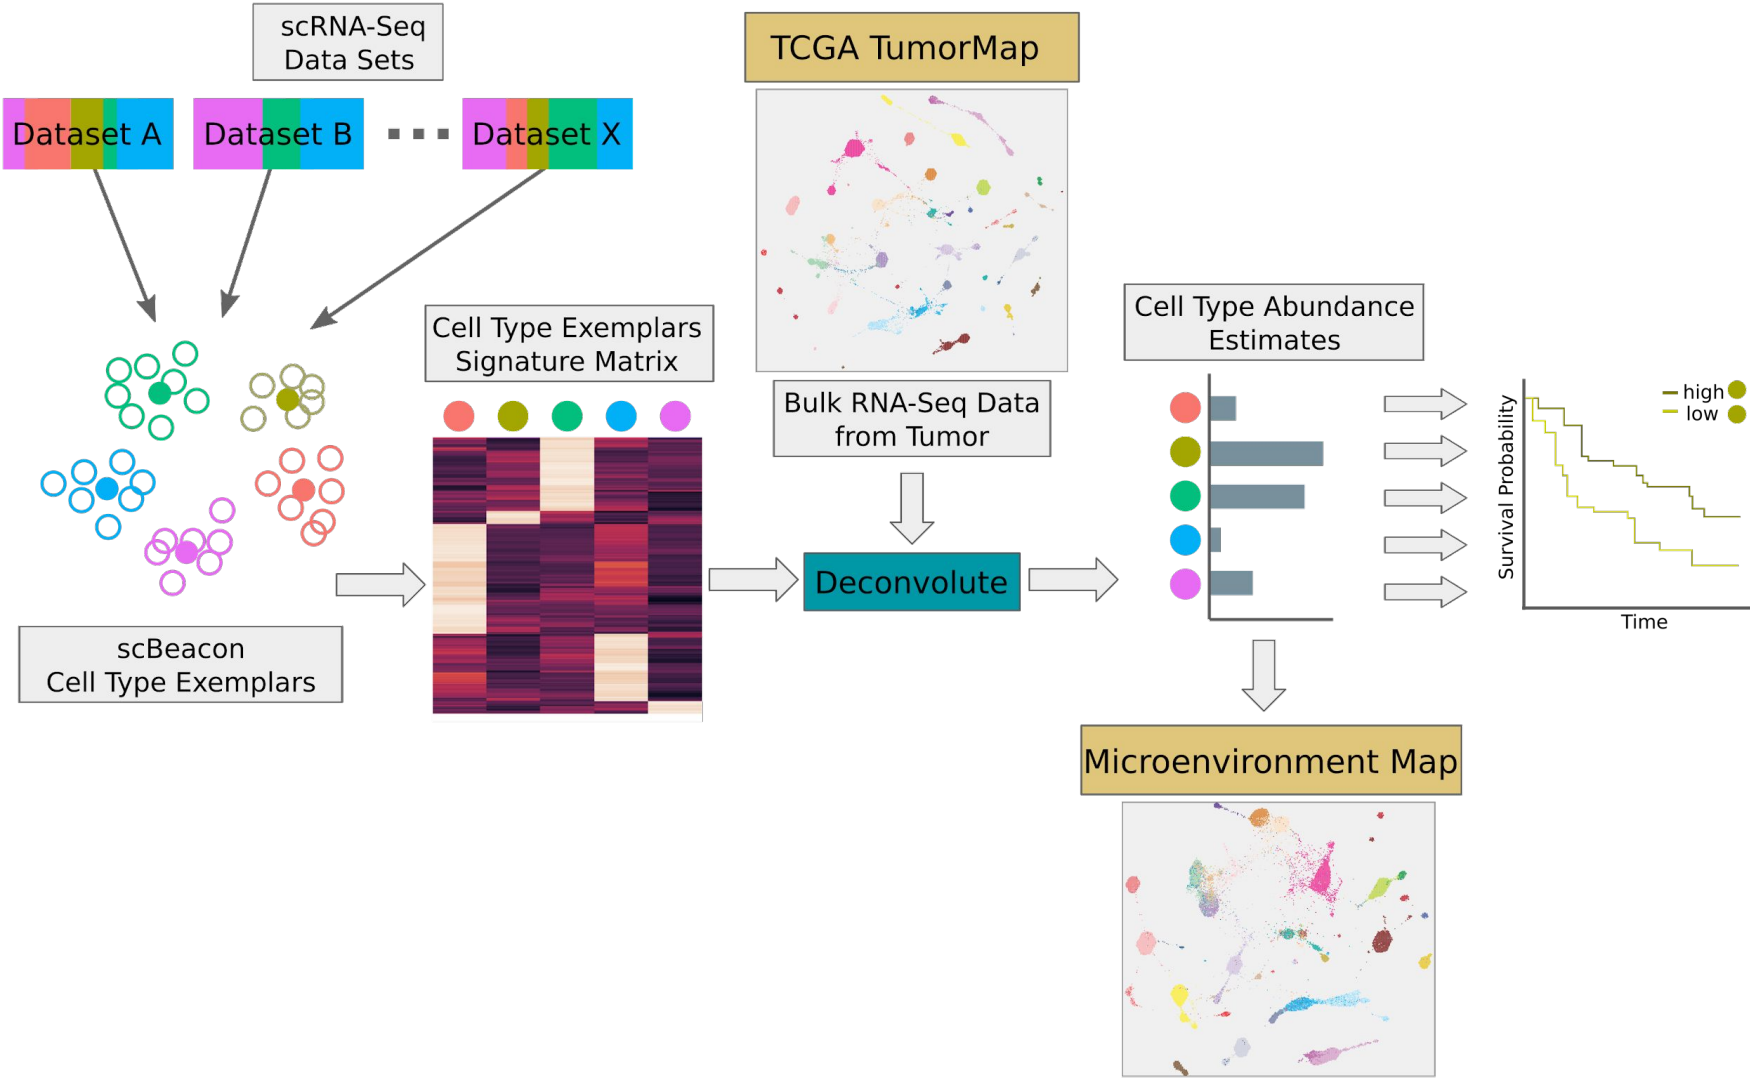 scRNA-Seq
Data Sets
Dataset A
Dataset B
Dataset X
scBeacon
Cell Type Exemplars
Cell Type Exemplars
Signature Matrix
TCGA TumorMap
Bulk RNA-Seq Data
from Tumor
Deconvolute
Cell Type Abundance
Estimates
high
low
Survival Probability
Time
Microenvironment Map